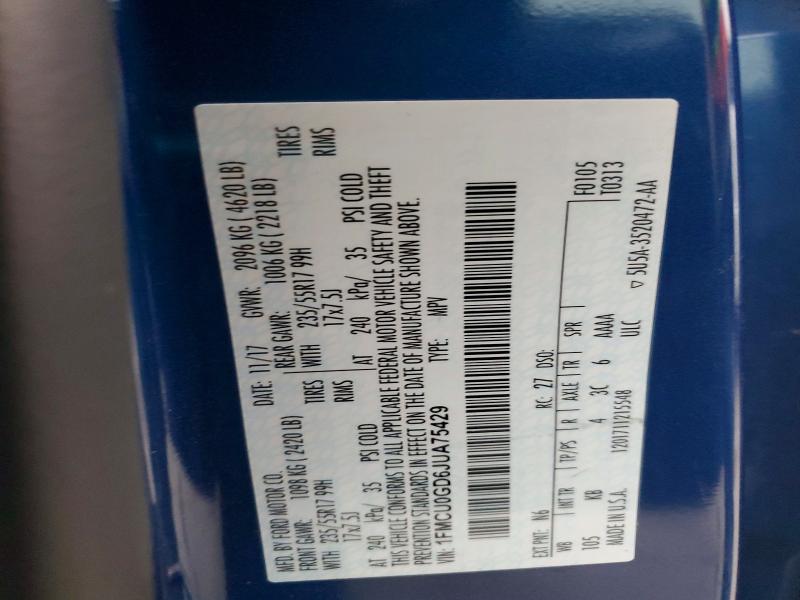 MFD. BY FORD MOTOR CO. DATE: 11/17 GVWR: 2096 KG ( 4620 LB)
FRONT GAWR: 1098 KG ( 2420 LB) REAR GAWR: 1006 KG ( 2218 LB)
WITH 235/55R17 99H TIRES WITH 235/55R17 99H TIRES
17x7.5J RIMS 17x7.5J RIMS
AT 240 kPa/ 35 PSI COLD AT 240 kPa/ 35 PSI COLD
THIS VEHICLE CONFORMS TO ALL APPLICABLE FEDERAL MOTOR VEHICLE SAFETY AND THEFT
PREVENTION STANDARDS IN EFFECT ON THE DATE OF MANUFACTURE SHOWN ABOVE.
VIN: 1FMCU0GD6JUA75429 TYPE: MPV
EXT PNT: N6 RC: 27 DSO: F0105
WB INT TR TP/PS R AXLE TR SPR T0313
105 KB 4 3C 6 AAAA
MADE IN U.S.A. 12017111215548 ULC ▽ 5U5A-3520472-AA